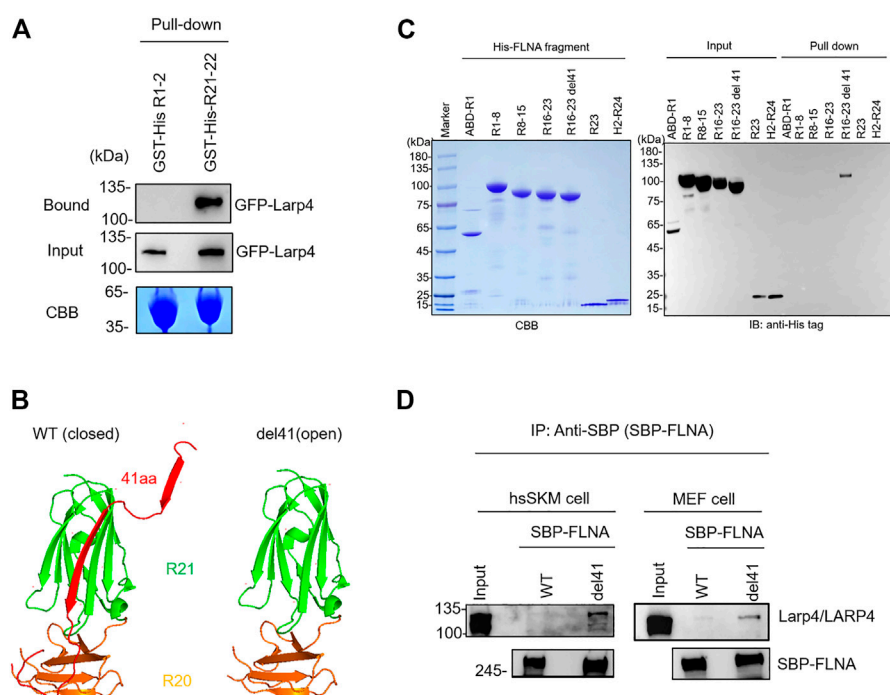 A
Pull-down
GST-His R1-2
GST-His-R21-22
(kDa)
Bound
135-
100-
GFP-Larp4
Input
135-
100-
GFP-Larp4
CBB
65-
35-
B
WT (closed)
del41(open)
41aa
R21
R20
C
His-FLNA fragment
Marker
ABD-R1
R1-8
R8-15
R16-23
R16-23 del41
R23
H2-R24
(kDa)
180-
135-
100-
75-
65-
45-
35-
25-
15-
CBB
Input
Pull down
ABD-R1
R1-8
R8-15
R16-23
R16-23 del 41
R23
H2-R24
ABD-R1
R1-8
R8-15
R16-23
R16-23 del 41
R23
H2-R24
(kDa)
180-
135-
100-
75-
65-
45-
35-
25-
15-
IB: anti-His tag
D
IP: Anti-SBP (SBP-FLNA)
hsSKM cell
MEF cell
SBP-FLNA
SBP-FLNA
Input
WT
del41
Input
WT
del41
135-
100-
Larp4/LARP4
245-
SBP-FLNA